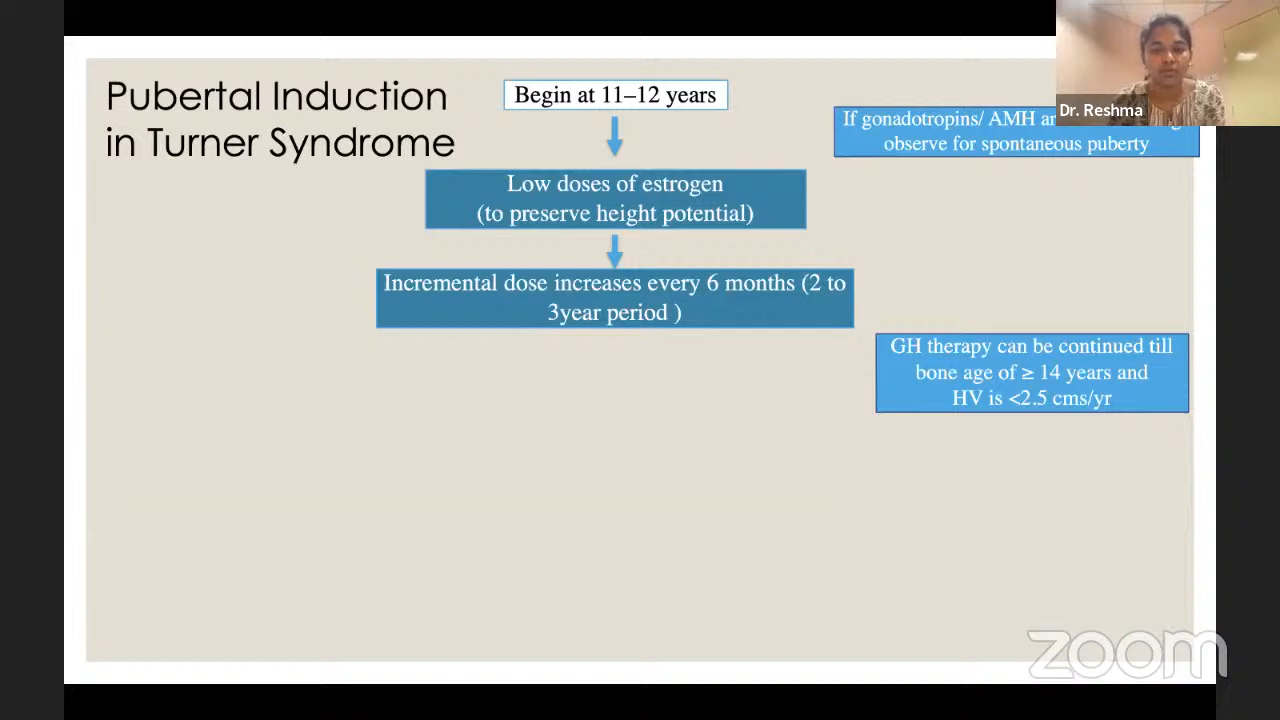 Pubertal Induction
in Turner Syndrome
Begin at 11–12 years
Low doses of estrogen
(to preserve height potential)
Incremental dose increases every 6 months (2 to
3year period )
Dr. Reshma
If gonadotropins/ AMH
observe for spontaneous puberty
GH therapy can be continued till
bone age of ≥ 14 years and
HV is <2.5 cms/yr
zoom